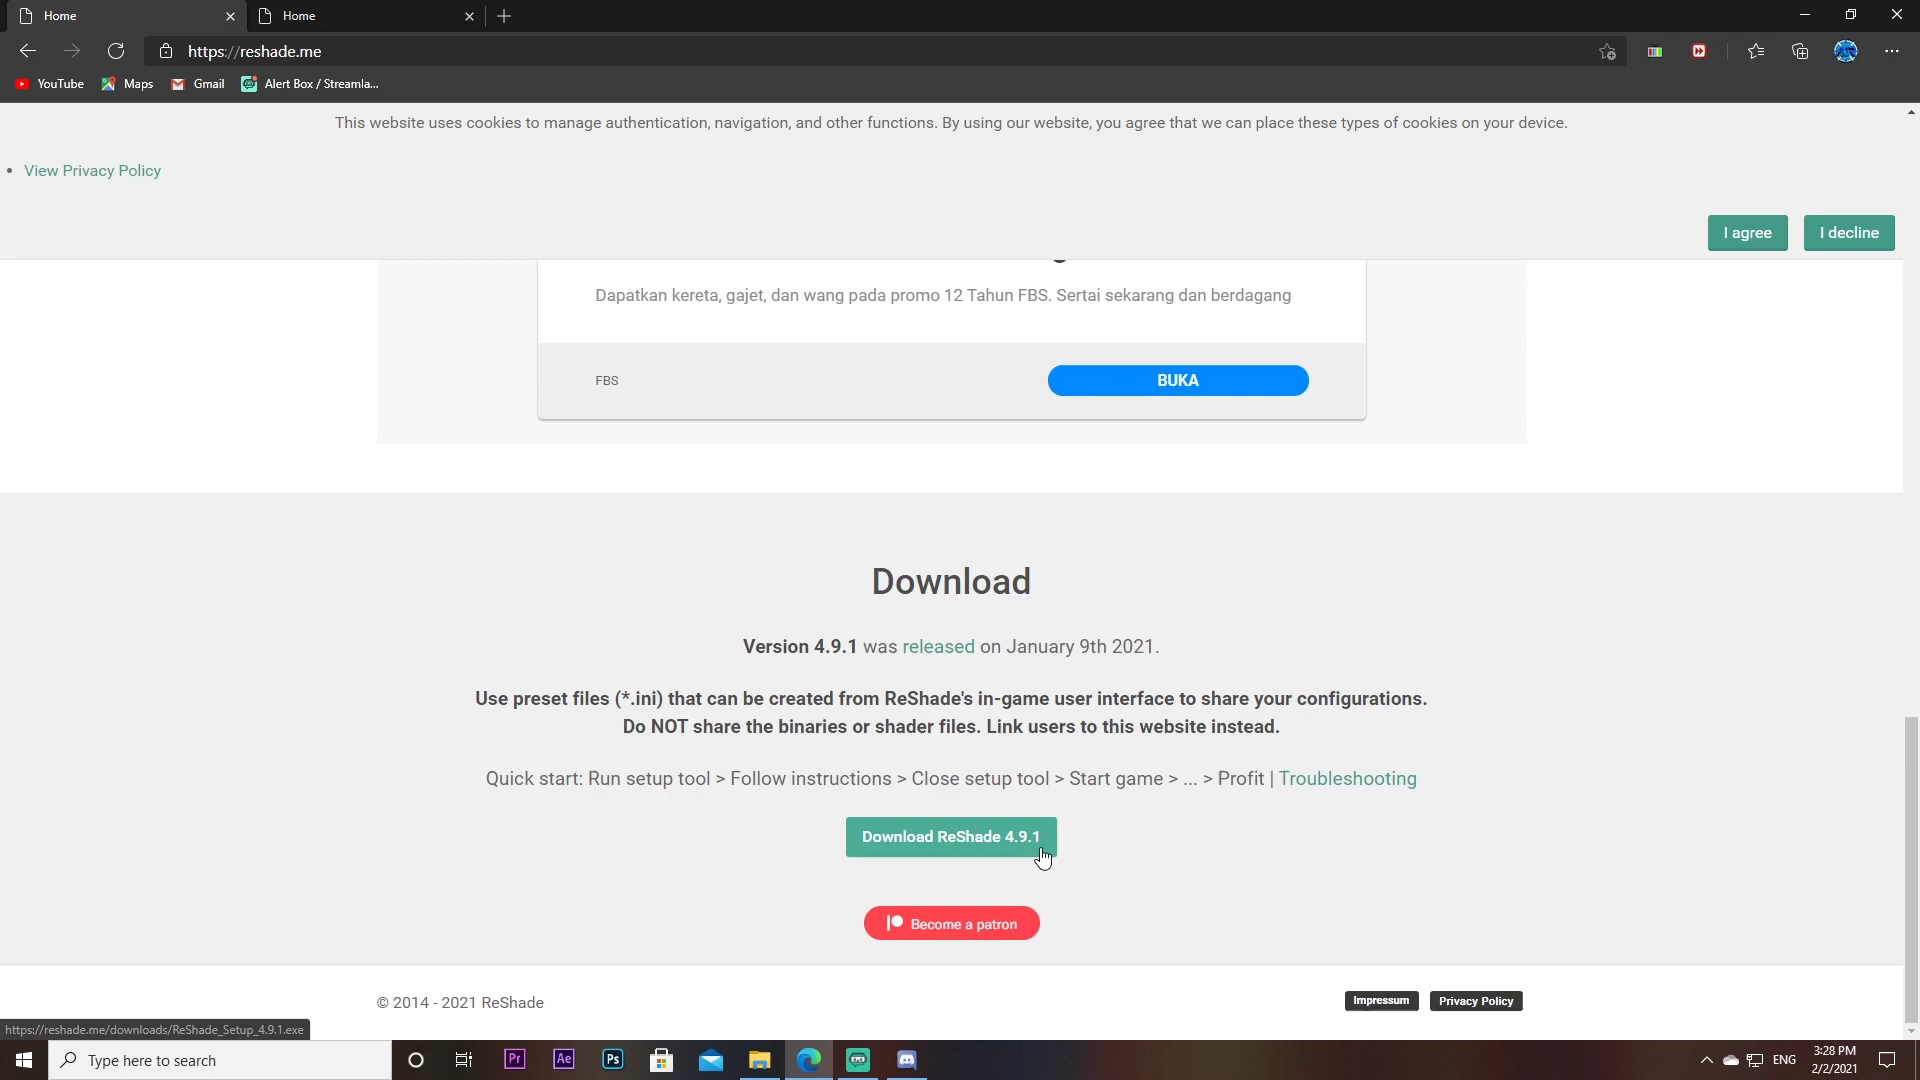 Home
Home
https://reshade.me
YouTube
Maps
Gmail
Alert Box / Streamla...
This website uses cookies to manage authentication, navigation, and other functions. By using our website, you agree that we can place these types of cookies on your device.
• View Privacy Policy
I agree
I decline
Dapatkan kereta, gajet, dan wang pada promo 12 Tahun FBS. Sertai sekarang dan berdagang
FBS
BUKA
Download
Version 4.9.1 was released on January 9th 2021.
Use preset files (*.ini) that can be created from ReShade's in-game user interface to share your configurations.
Do NOT share the binaries or shader files. Link users to this website instead.
Quick start: Run setup tool > Follow instructions > Close setup tool > Start game > ... > Profit | Troubleshooting
Download ReShade 4.9.1
Become a patron
© 2014 - 2021 ReShade
Impressum
Privacy Policy
https://reshade.me/downloads/ReShade_Setup_4.9.1.exe
Type here to search
Pr
Ae
Ps
ENG
3:28 PM
2/2/2021